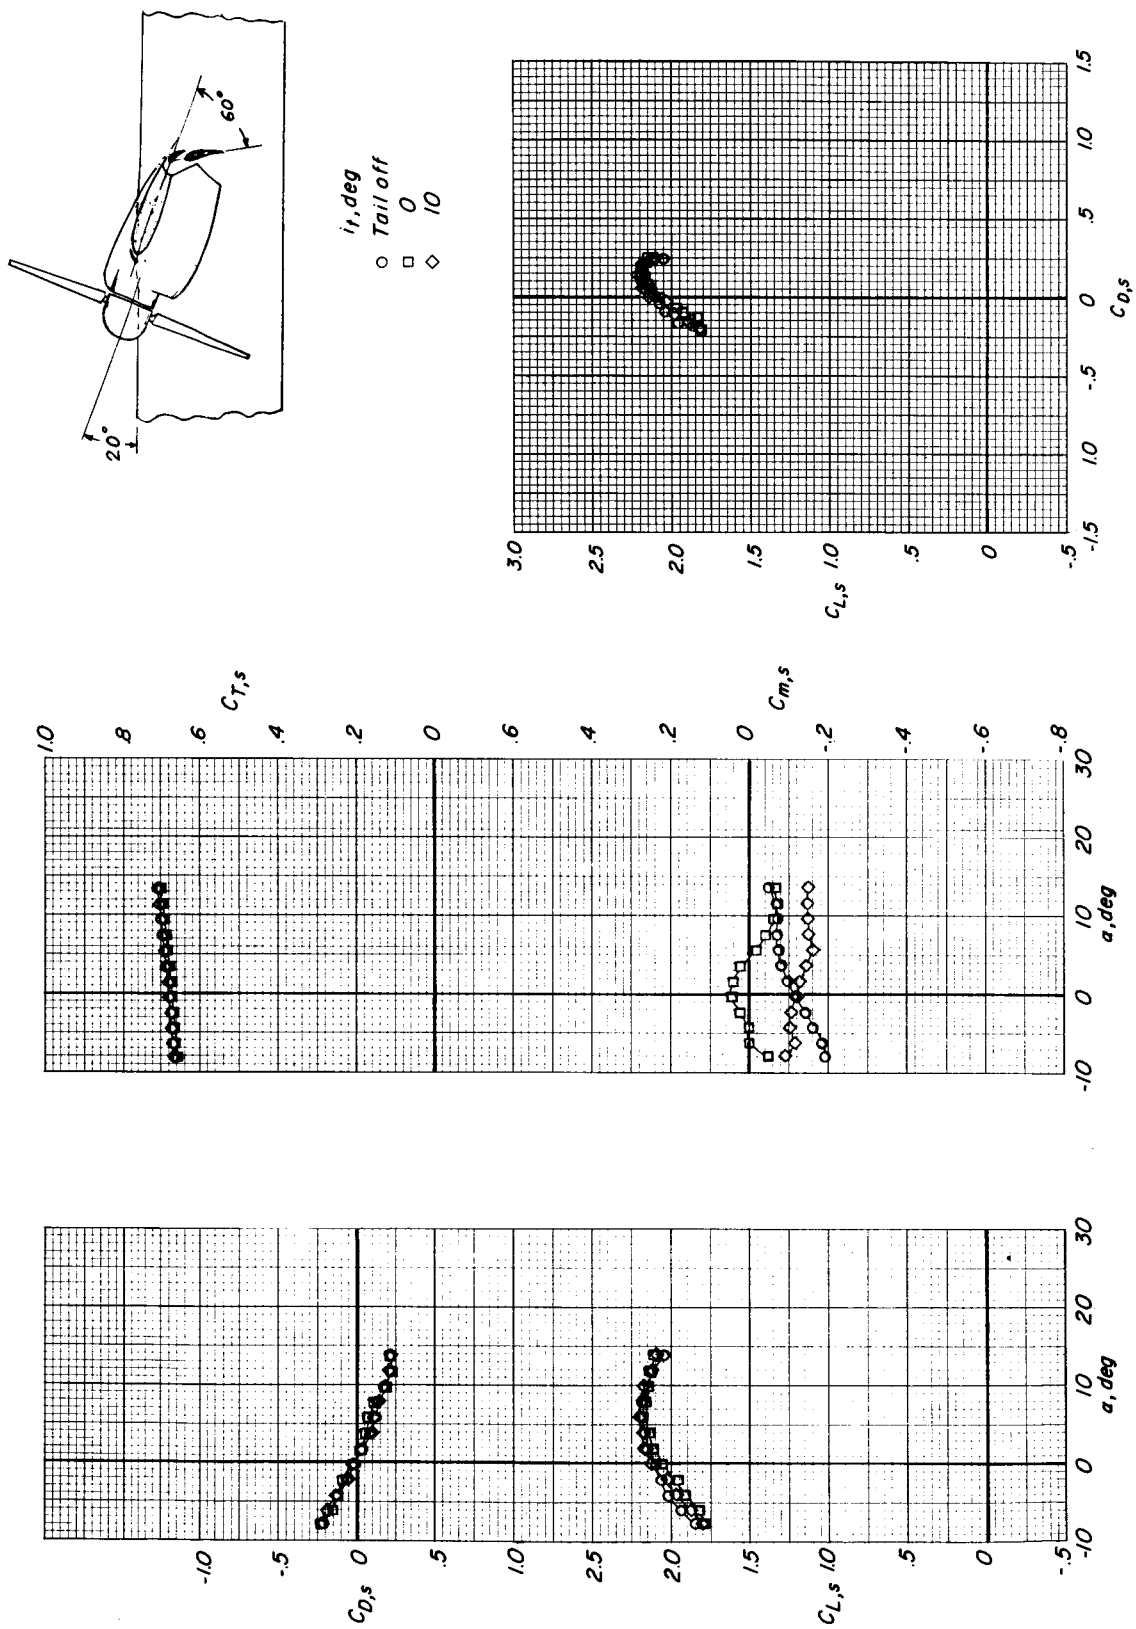 20°
60°
i_t, deg
○ Tail off
□ 0
◇ 10
-1.0
-.5
C_D,s 0
.5
1.0
1.5
2.5
2.0
1.5
C_L,s 1.0
.5
0
-.5
-10 0 10 20 30
α, deg
1.0
.8 C_T,s
.6
.4
.2
0
.6
.4
.2
0 C_m,s
-.2
-.4
-.6
-.8
-10 0 10 20 30
α, deg
3.0
2.5
2.0
1.5
C_L,s 1.0
.5
0
-.5
-1.5 1.0 -.5 0 .5 1.0 1.5
C_D,s